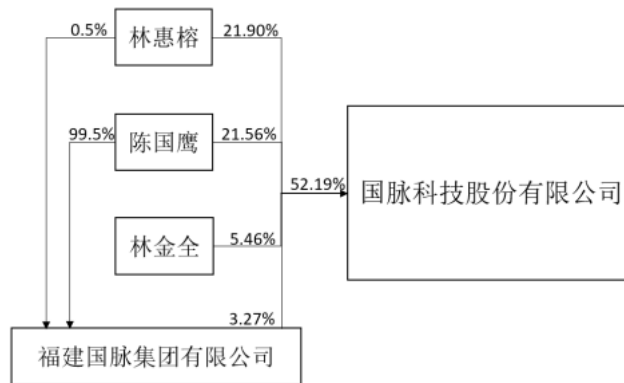 0.5%
林惠榕
21.90%
99.5%
陈国鹰
21.56%
52.19%
国脉科技股份有限公司
林金全
5.46%
3.27%
福建国脉集团有限公司